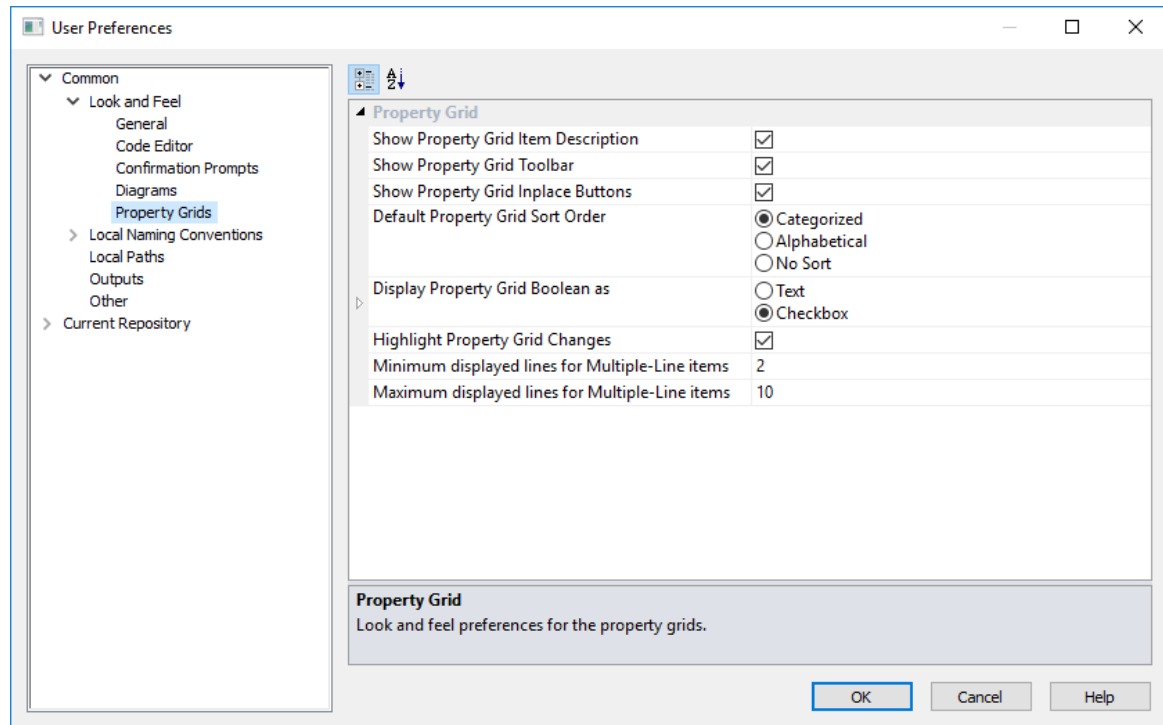 User Preferences
Common
Look and Feel
General
Code Editor
Confirmation Prompts
Diagrams
Property Grids
Local Naming Conventions
Local Paths
Outputs
Other
Current Repository
A
Z
Property Grid
Show Property Grid Item Description
Show Property Grid Toolbar
Show Property Grid Inplace Buttons
Default Property Grid Sort Order
Categorized
Alphabetical
No Sort
Display Property Grid Boolean as
Text
Checkbox
Highlight Property Grid Changes
Minimum displayed lines for Multiple-Line items 2
Maximum displayed lines for Multiple-Line items 10
Property Grid
Look and feel preferences for the property grids.
OK Cancel Help